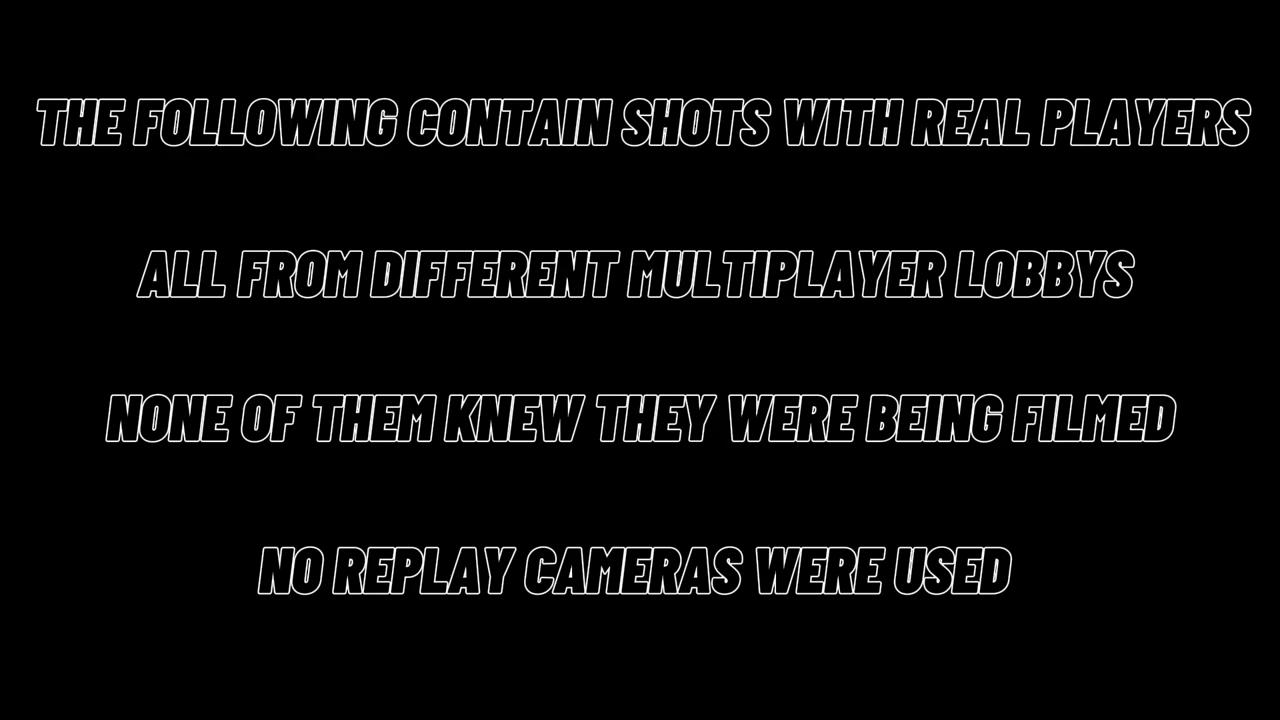 THE FOLLOWING CONTAIN SHOTS WITH REAL PLAYERS
ALL FROM DIFFERENT MULTIPLAYER LOBBYS
NONE OF THEM KNEW THEY WERE BEING FILMED
NO REPLAY CAMERAS WERE USED